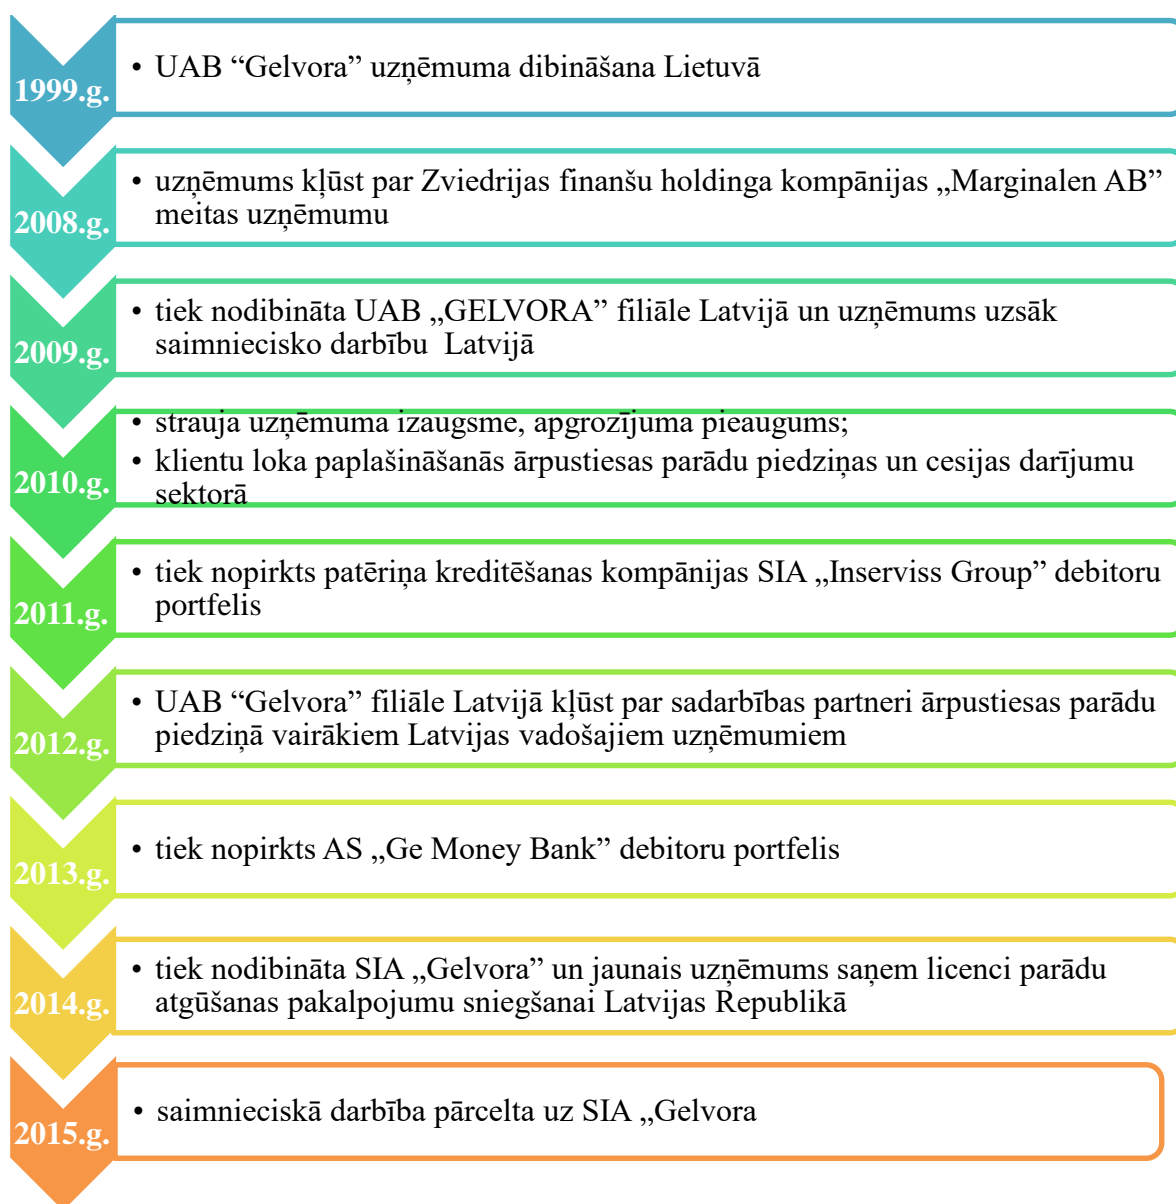 1999.g.
• UAB “Gelvora” uzņēmuma dibināšana Lietuvā
2008.g.
• uzņēmums kļūst par Zviedrijas finanšu holdinga kompānijas „Marginalen AB”
meitas uzņēmumu
2009.g.
• tiek nodibināta UAB „GELVORA” filiāle Latvijā un uzņēmums uzsāk
saimniecisko darbību  Latvijā
2010.g.
• strauja uzņēmuma izaugsme, apgrozījuma pieaugums;
• klientu loka paplašināšanās ārpustiesas parādu piedziņas un cesijas darījumu
sektorā
2011.g.
• tiek nopirkts patēriņa kreditēšanas kompānijas SIA „Inserviss Group” debitoru
portfelis
2012.g.
• UAB “Gelvora” filiāle Latvijā kļūst par sadarbības partneri ārpustiesas parādu
piedziņā vairākiem Latvijas vadošajiem uzņēmumiem
2013.g.
• tiek nopirkts AS „Ge Money Bank” debitoru portfelis
2014.g.
• tiek nodibināta SIA „Gelvora” un jaunais uzņēmums saņem licenci parādu
atgūšanas pakalpojumu sniegšanai Latvijas Republikā
2015.g.
• saimnieciskā darbība pārcelta uz SIA „Gelvora